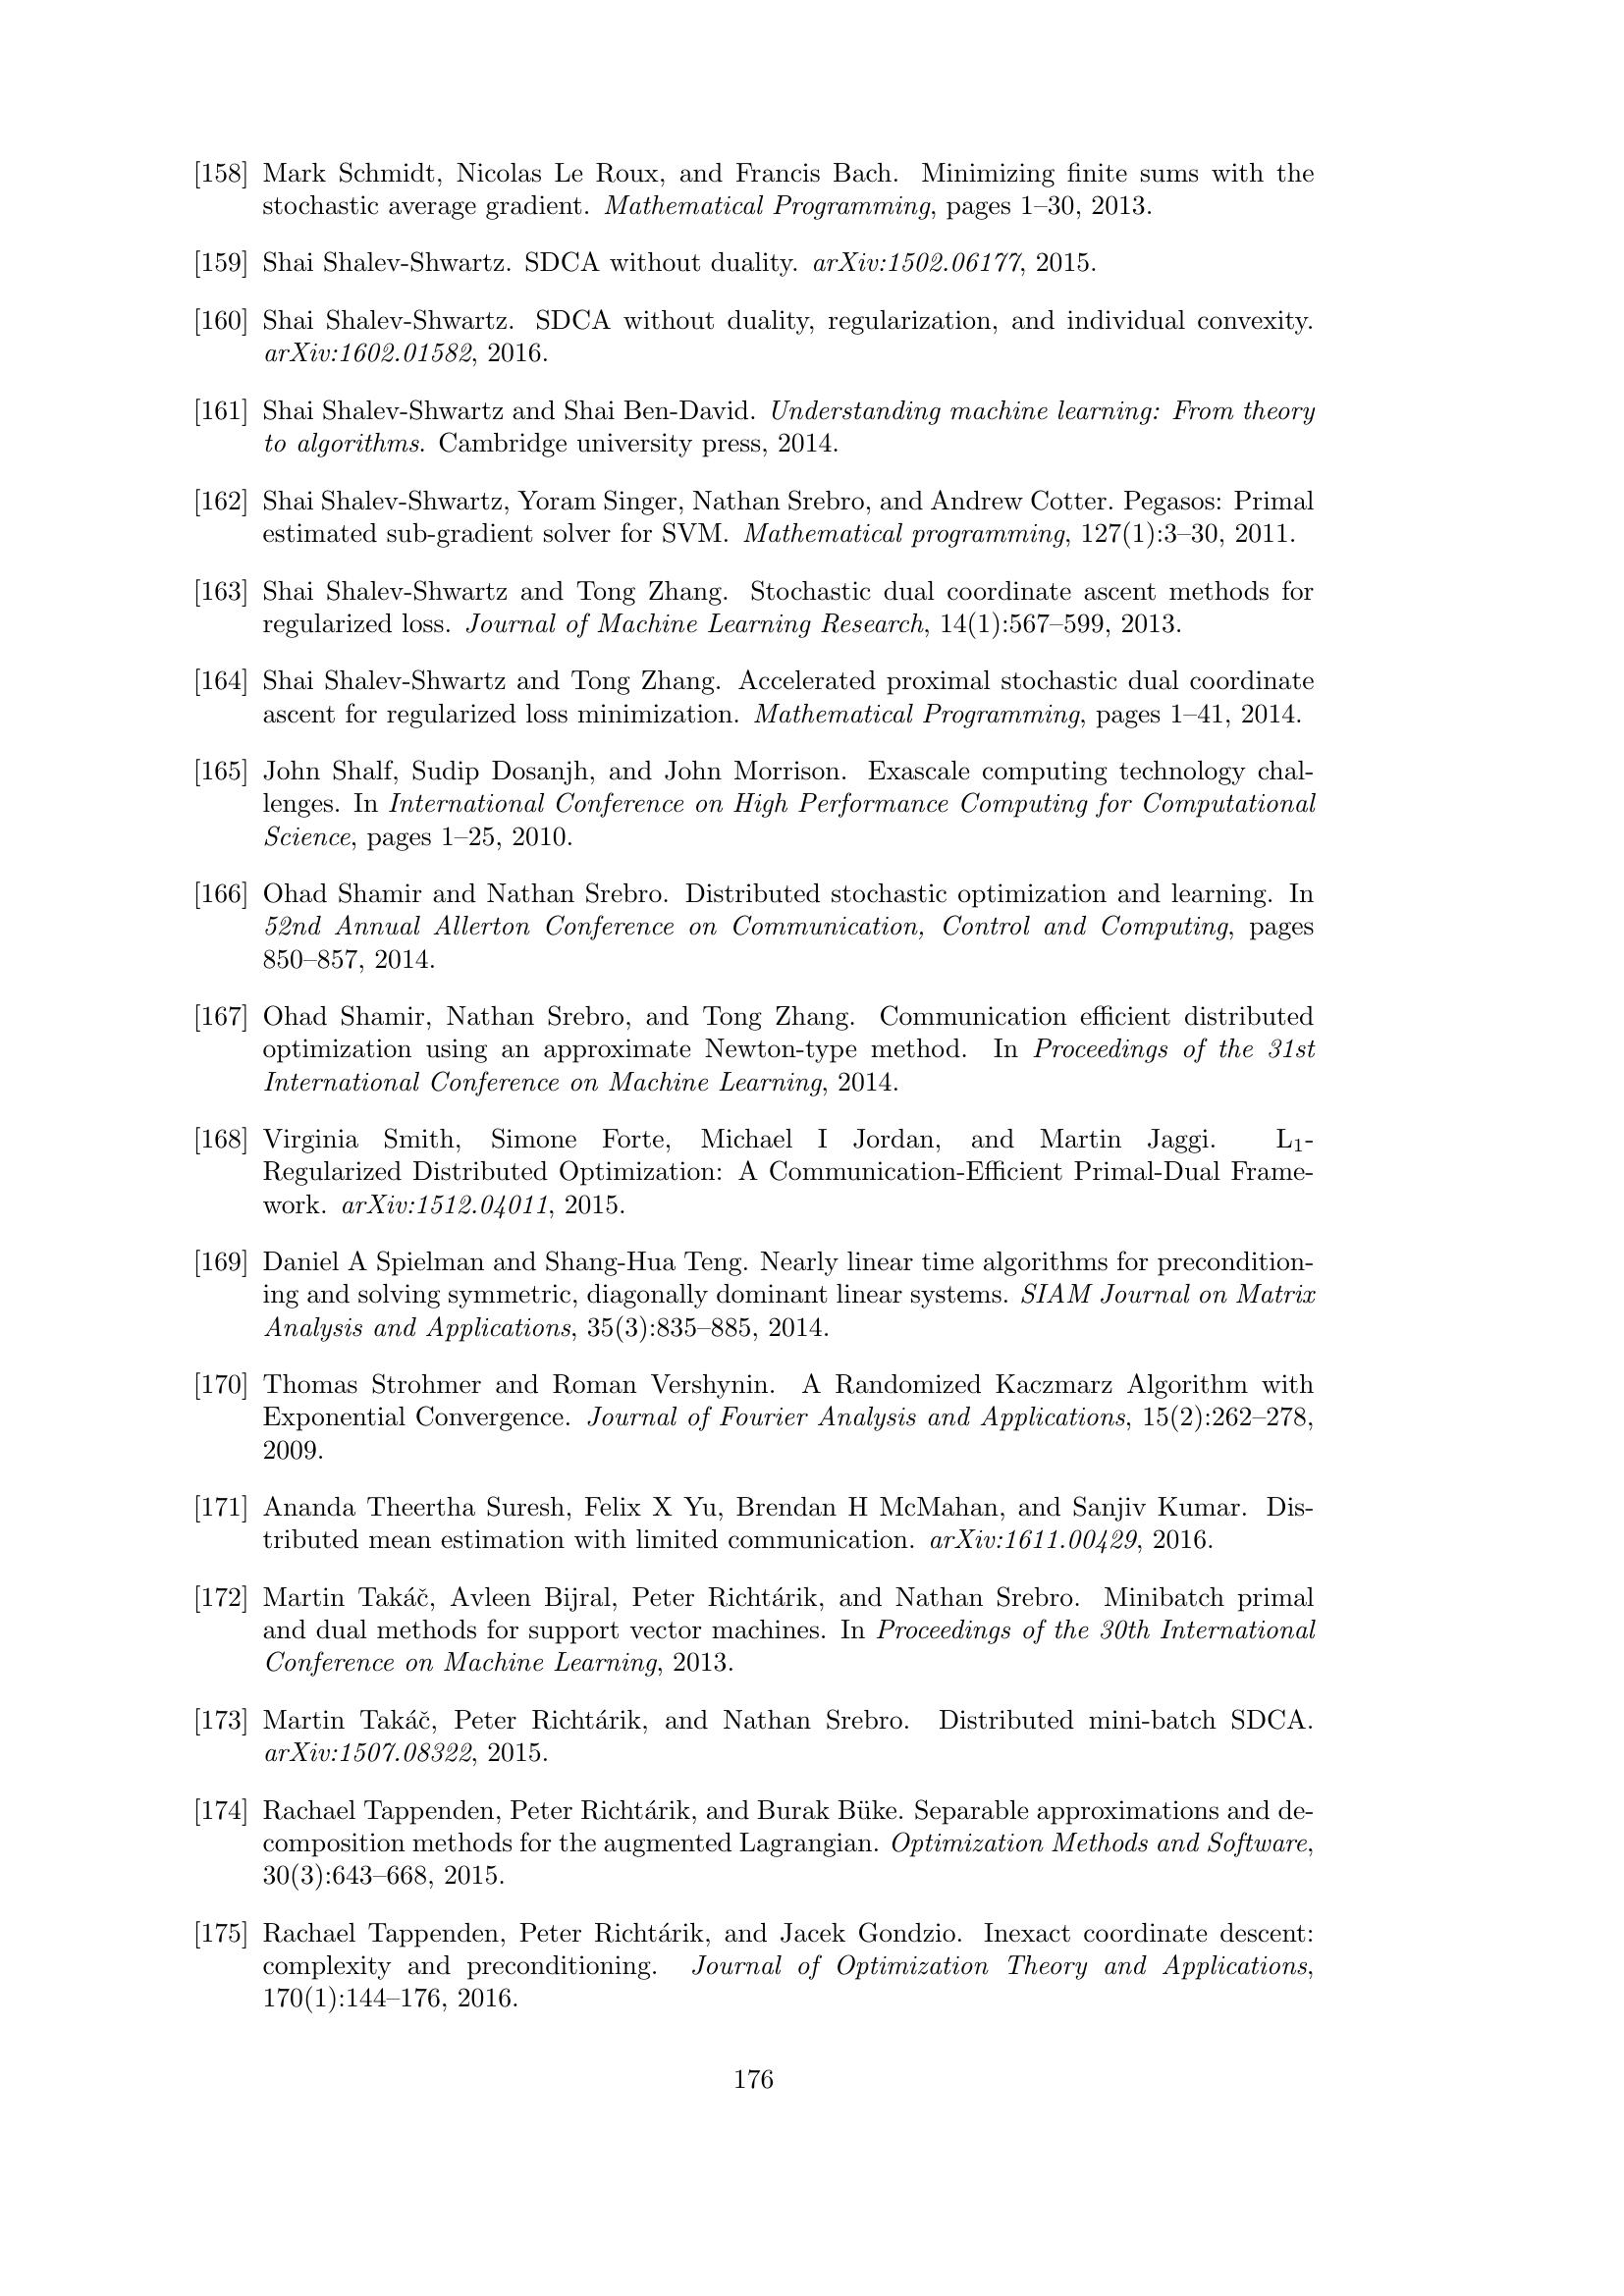 [158] Mark Schmidt, Nicolas Le Roux, and Francis Bach. Minimizing finite sums with the
stochastic average gradient. Mathematical Programming, pages 1–30, 2013.
[159] Shai Shalev-Shwartz. SDCA without duality. arXiv:1502.06177, 2015.
[160] Shai Shalev-Shwartz. SDCA without duality, regularization, and individual convexity.
arXiv:1602.01582, 2016.
[161] Shai Shalev-Shwartz and Shai Ben-David. Understanding machine learning: From theory
to algorithms. Cambridge university press, 2014.
[162] Shai Shalev-Shwartz, Yoram Singer, Nathan Srebro, and Andrew Cotter. Pegasos: Primal
estimated sub-gradient solver for SVM. Mathematical programming, 127(1):3–30, 2011.
[163] Shai Shalev-Shwartz and Tong Zhang. Stochastic dual coordinate ascent methods for
regularized loss. Journal of Machine Learning Research, 14(1):567–599, 2013.
[164] Shai Shalev-Shwartz and Tong Zhang. Accelerated proximal stochastic dual coordinate
ascent for regularized loss minimization. Mathematical Programming, pages 1–41, 2014.
[165] John Shalf, Sudip Dosanjh, and John Morrison. Exascale computing technology chal-
lenges. In International Conference on High Performance Computing for Computational
Science, pages 1–25, 2010.
[166] Ohad Shamir and Nathan Srebro. Distributed stochastic optimization and learning. In
52nd Annual Allerton Conference on Communication, Control and Computing, pages
850–857, 2014.
[167] Ohad Shamir, Nathan Srebro, and Tong Zhang. Communication efficient distributed
optimization using an approximate Newton-type method. In Proceedings of the 31st
International Conference on Machine Learning, 2014.
[168] Virginia Smith, Simone Forte, Michael I Jordan, and Martin Jaggi. L₁-
Regularized Distributed Optimization: A Communication-Efficient Primal-Dual Frame-
work. arXiv:1512.04011, 2015.
[169] Daniel A Spielman and Shang-Hua Teng. Nearly linear time algorithms for precondition-
ing and solving symmetric, diagonally dominant linear systems. SIAM Journal on Matrix
Analysis and Applications, 35(3):835–885, 2014.
[170] Thomas Strohmer and Roman Vershynin. A Randomized Kaczmarz Algorithm with
Exponential Convergence. Journal of Fourier Analysis and Applications, 15(2):262–278,
2009.
[171] Ananda Theertha Suresh, Felix X Yu, Brendan H McMahan, and Sanjiv Kumar. Dis-
tributed mean estimation with limited communication. arXiv:1611.00429, 2016.
[172] Martin Takáč, Avleen Bijral, Peter Richtárik, and Nathan Srebro. Minibatch primal
and dual methods for support vector machines. In Proceedings of the 30th International
Conference on Machine Learning, 2013.
[173] Martin Takáč, Peter Richtárik, and Nathan Srebro. Distributed mini-batch SDCA.
arXiv:1507.08322, 2015.
[174] Rachael Tappenden, Peter Richtárik, and Burak Büke. Separable approximations and de-
composition methods for the augmented Lagrangian. Optimization Methods and Software,
30(3):643–668, 2015.
[175] Rachael Tappenden, Peter Richtárik, and Jacek Gondzio. Inexact coordinate descent:
complexity and preconditioning. Journal of Optimization Theory and Applications,
170(1):144–176, 2016.
176